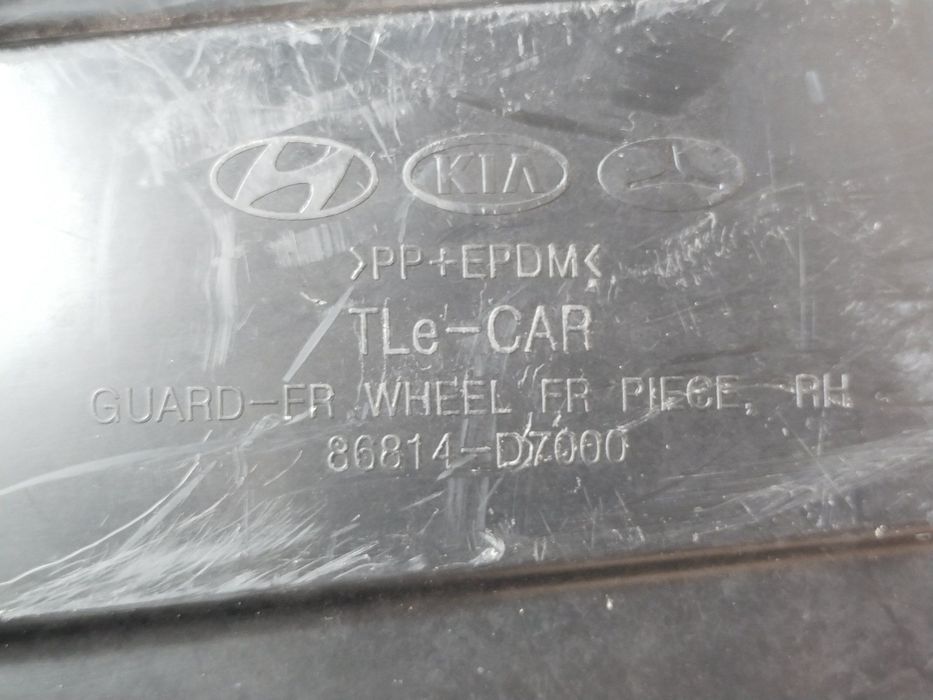 KIA
>PP+EPDM<
TLe-CAR
GUARD-FR WHEEL FR PIECE, RH
86814-D7000